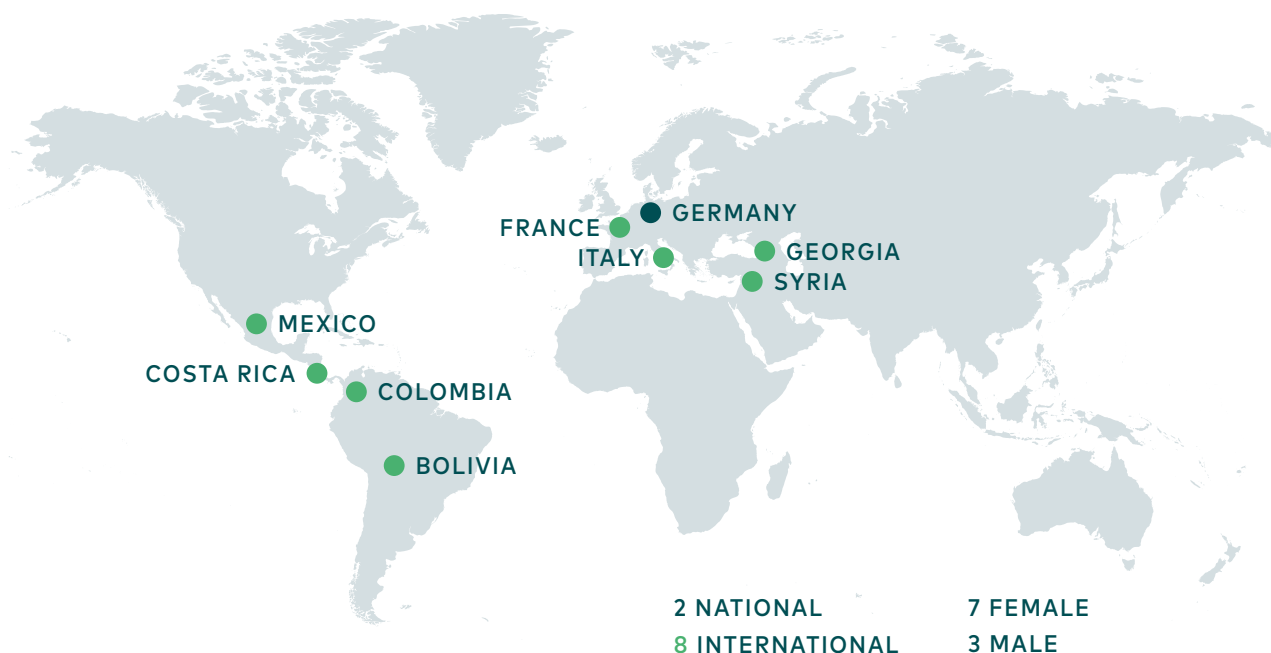 GERMANY
FRANCE
GEORGIA
ITALY
SYRIA
MEXICO
COSTA RICA
COLOMBIA
BOLIVIA
2 NATIONAL
8 INTERNATIONAL
7 FEMALE
3 MALE